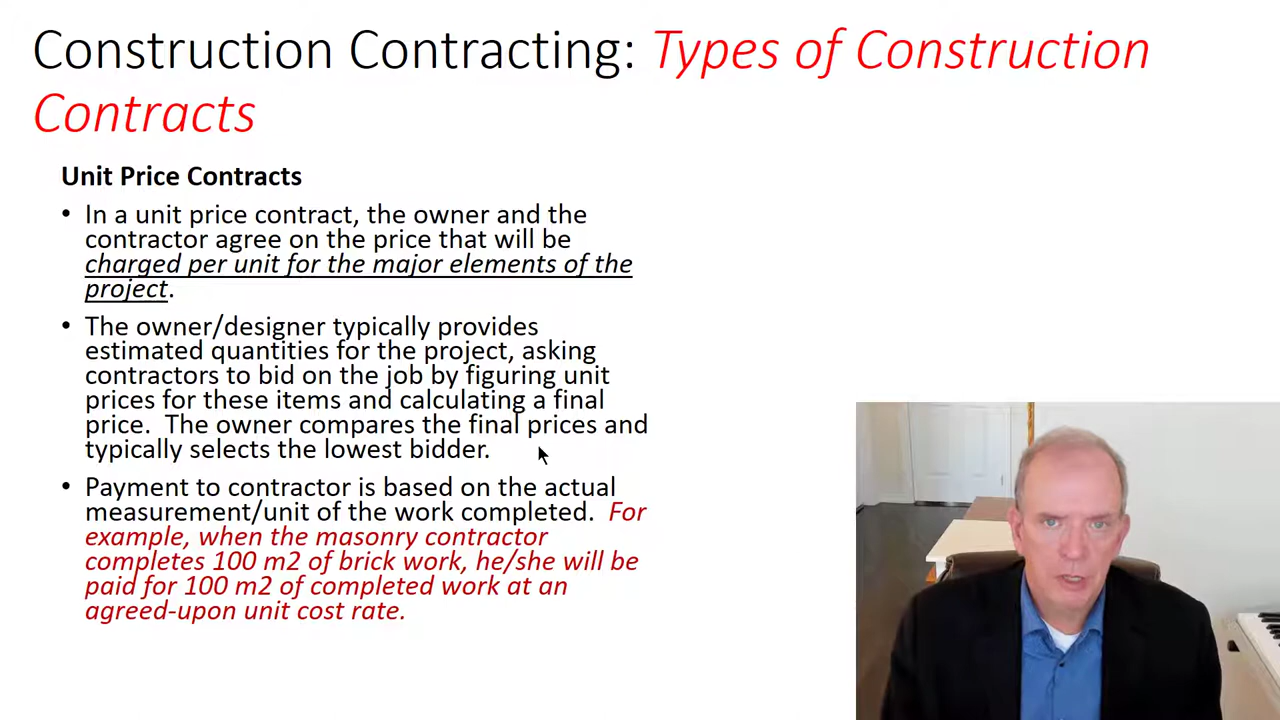 Construction Contracting: Types of Construction
Contracts
Unit Price Contracts
• In a unit price contract, the owner and the
contractor agree on the price that will be
charged per unit for the major elements of the
project.
• The owner/designer typically provides
estimated quantities for the project, asking
contractors to bid on the job by figuring unit
prices for these items and calculating a final
price.  The owner compares the final prices and
typically selects the lowest bidder.
• Payment to contractor is based on the actual
measurement/unit of the work completed.  For
example, when the masonry contractor
completes 100 m2 of brick work, he/she will be
paid for 100 m2 of completed work at an
agreed-upon unit cost rate.